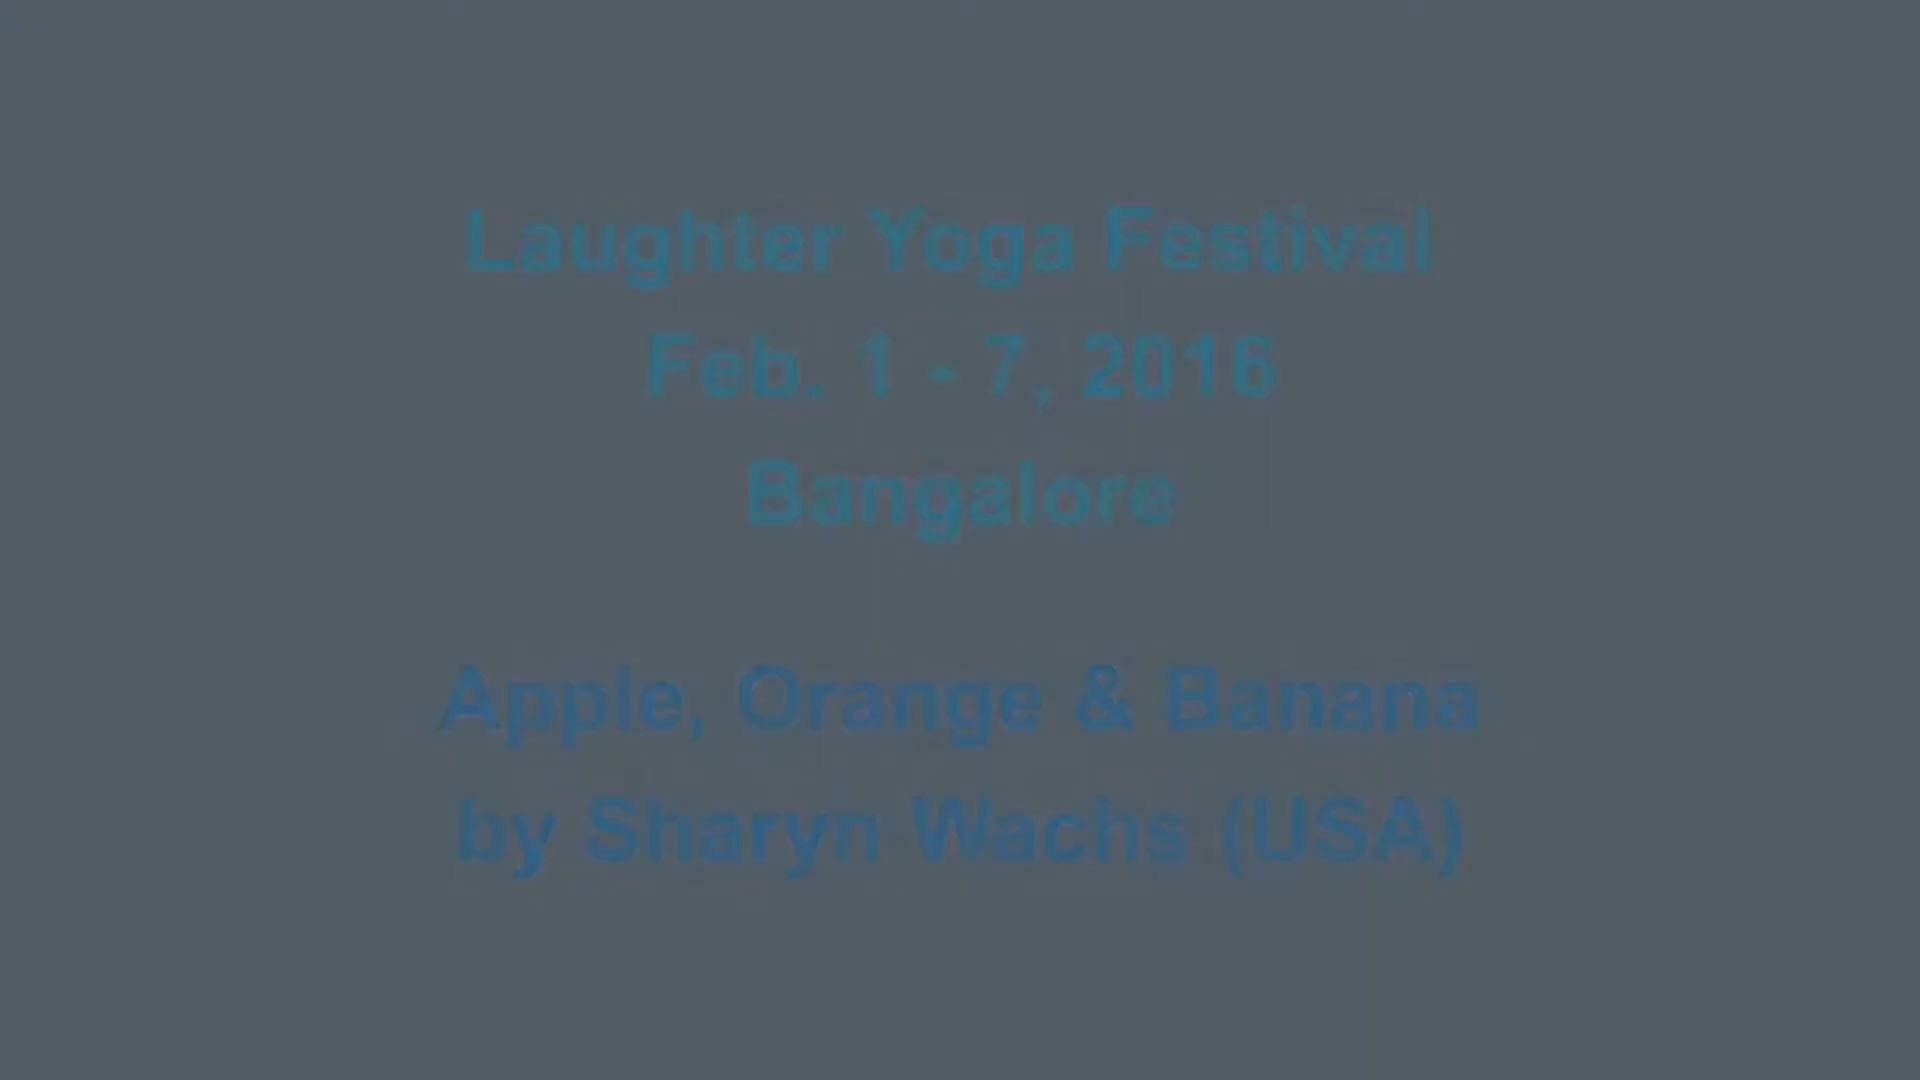 Laughter Yoga Festival
Feb. 1 - 7, 2016
Bangalore
Apple, Orange & Banana
by Sharyn Wachs (USA)